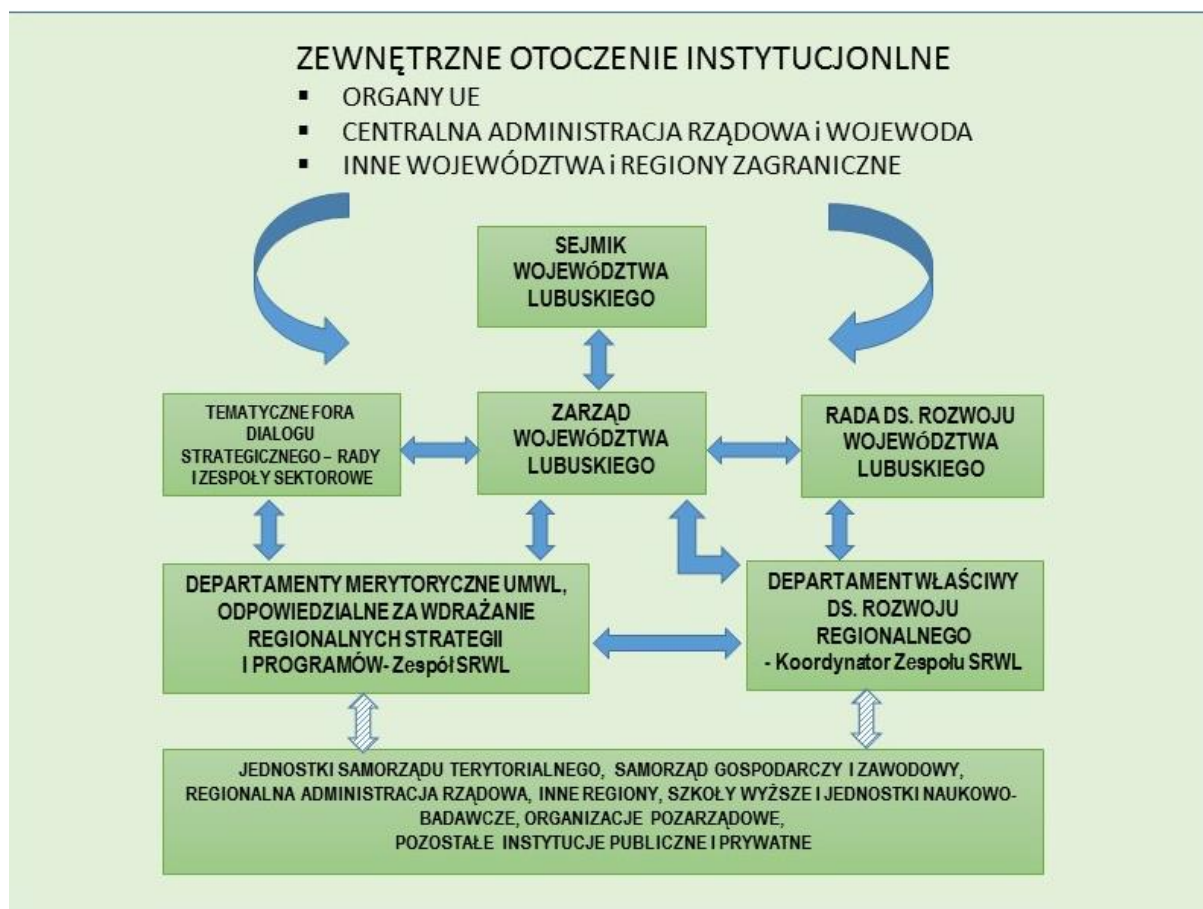 ZEWNĘTRZNE OTOCZENIE INSTYTUCJONLNE
▪ ORGANY UE
▪ CENTRALNA ADMINISTRACJA RZĄDOWA i WOJEWODA
▪ INNE WOJEWÓDZTWA i REGIONY ZAGRANICZNE
SEJMIK
WOJEWóDZTWA
LUBUSKIEGO
TEMATYCZNE FORA
DIALOGU
STRATEGICZNEGO – RADY
I ZESPOŁY SEKTOROWE
ZARZĄD
WOJEWóDZTWA
LUBUSKIEGO
RADA DS. ROZWOJU
WOJEWóDZTWA
LUBUSKIEGO
DEPARTAMENTY MERYTORYCZNE UMWL,
ODPOWIEDZIALNE ZA WDRAŻANIE
REGIONALNYCH STRATEGII
I PROGRAMÓW- Zespół SRWL
DEPARTAMENT WŁAŚCIWY
DS. ROZWOJU
REGIONALNEGO
- Koordynator Zespołu SRWL
JEDNOSTKI SAMORZĄDU TERYTORIALNEGO, SAMORZĄD GOSPODARCZY I ZAWODOWY,
REGIONALNA ADMINISTRACJA RZĄDOWA, INNE REGIONY, SZKOŁY WYŻSZE I JEDNOSTKI NAUKOWO-
BADAWCZE, ORGANIZACJE POZARZĄDOWE,
POZOSTAŁE INSTYTUCJE PUBLICZNE I PRYWATNE